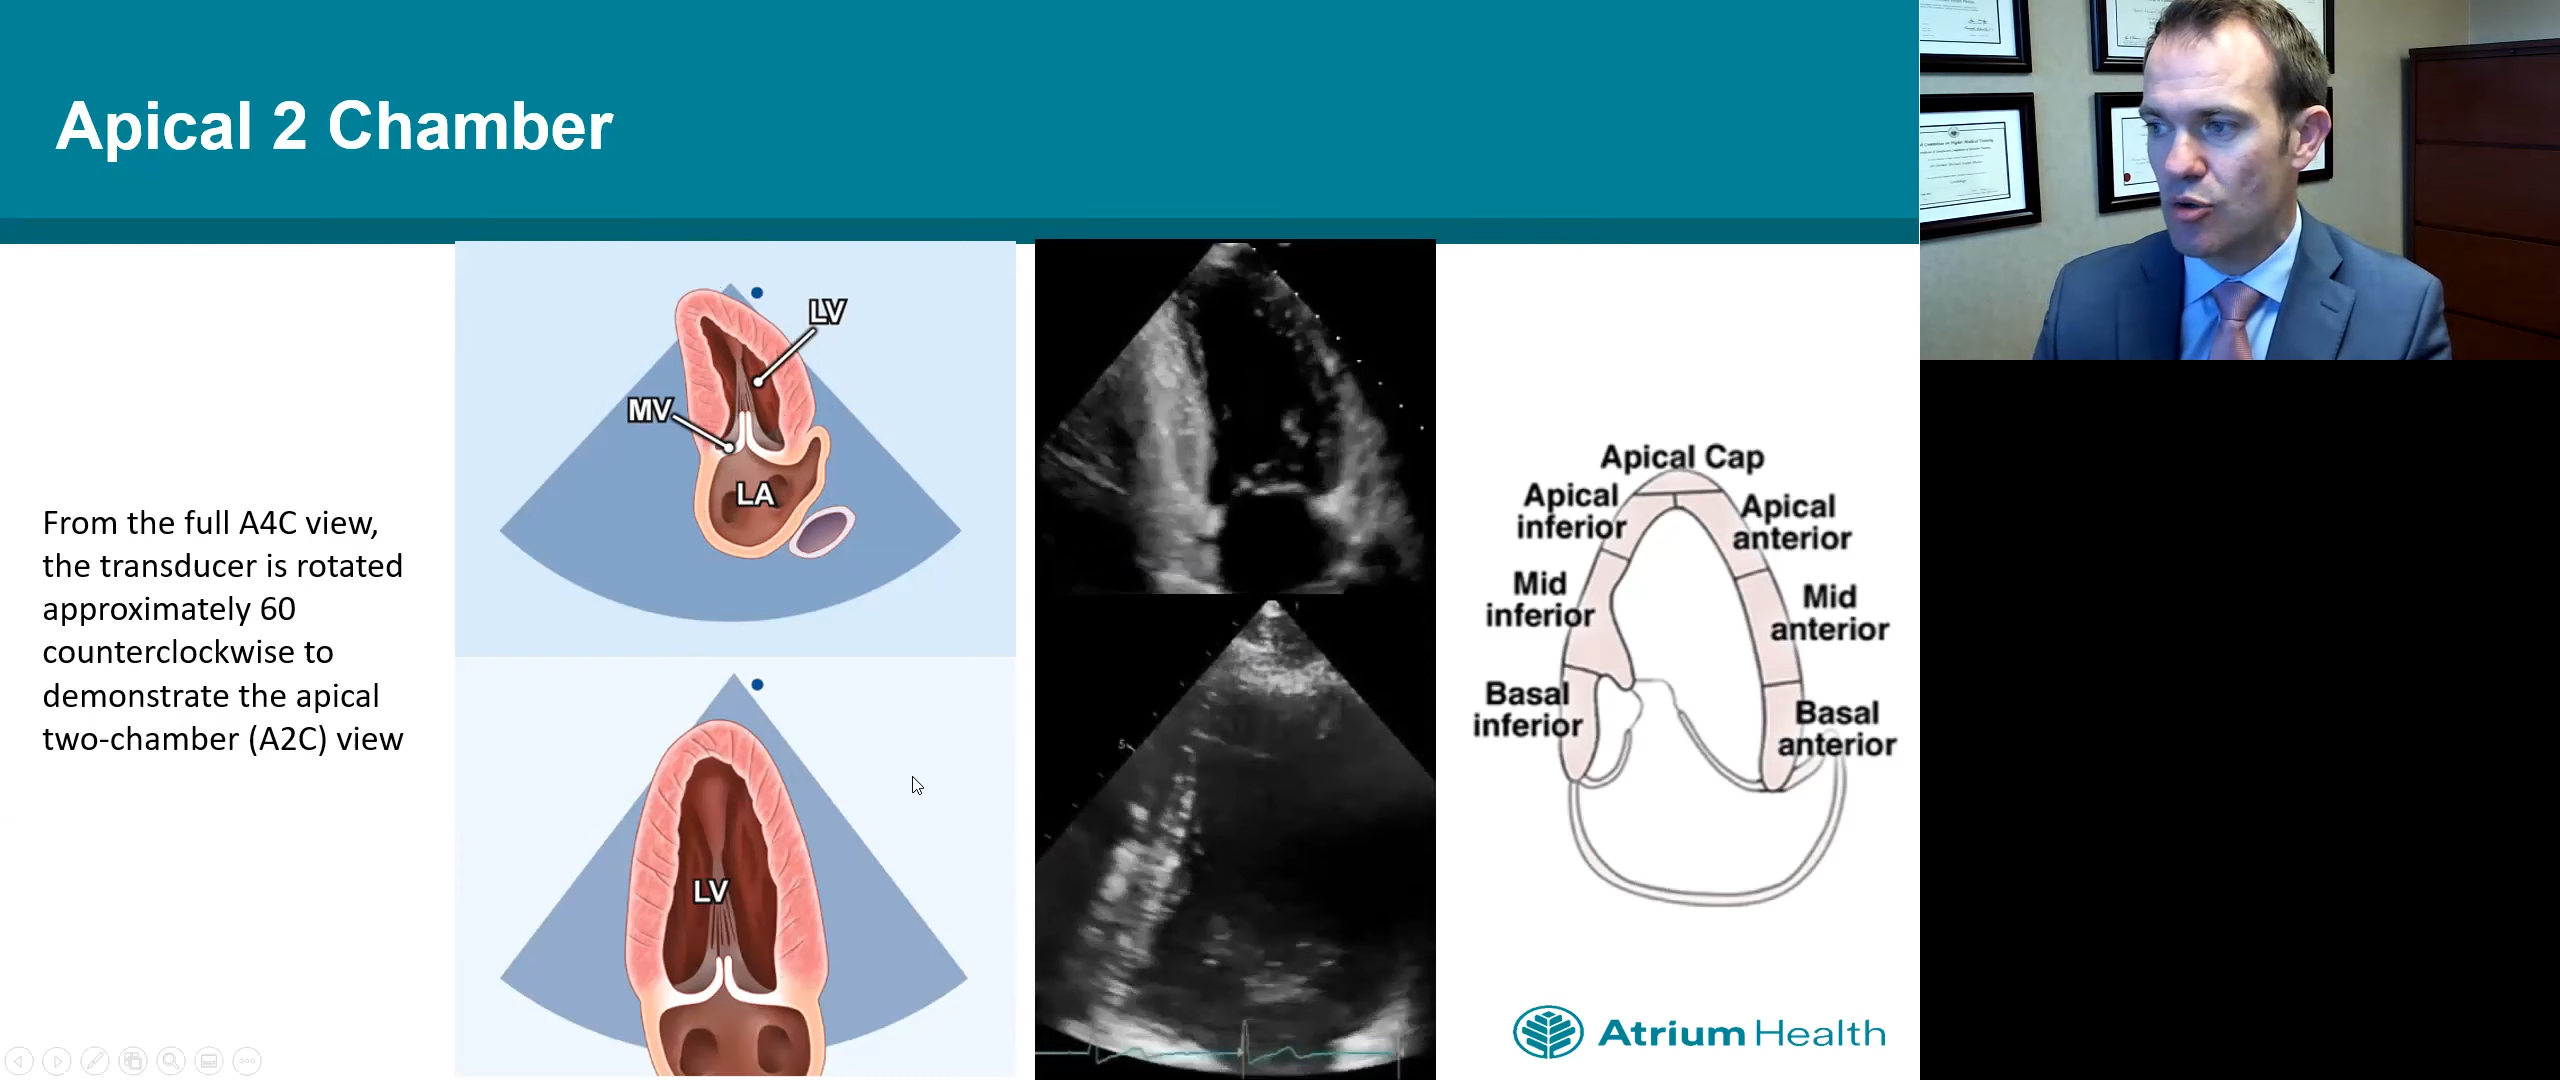 Apical 2 Chamber
From the full A4C view,
the transducer is rotated
approximately 60
counterclockwise to
demonstrate the apical
two-chamber (A2C) view
LV
MV
LA
LV
5
Apical Cap
Apical
inferior
Apical
anterior
Mid
inferior
Mid
anterior
Basal
inferior
Basal
anterior
Atrium Health